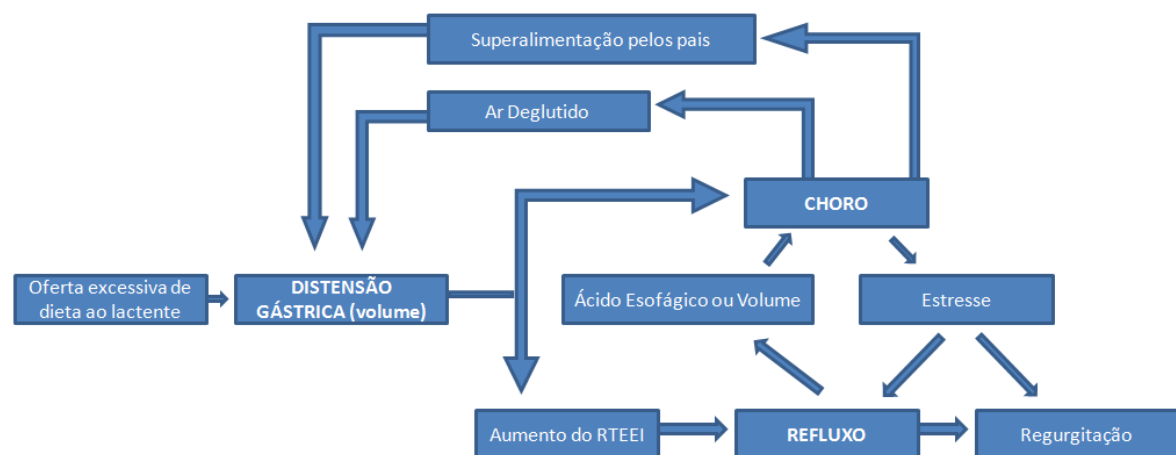 Superalimentação pelos pais
Ar Deglutido
CHORO
Oferta excessiva de
dieta ao lactente
DISTENSÃO
GÁSTRICA (volume)
Ácido Esofágico ou Volume
Estresse
Aumento do RTEEI
REFLUXO
Regurgitação